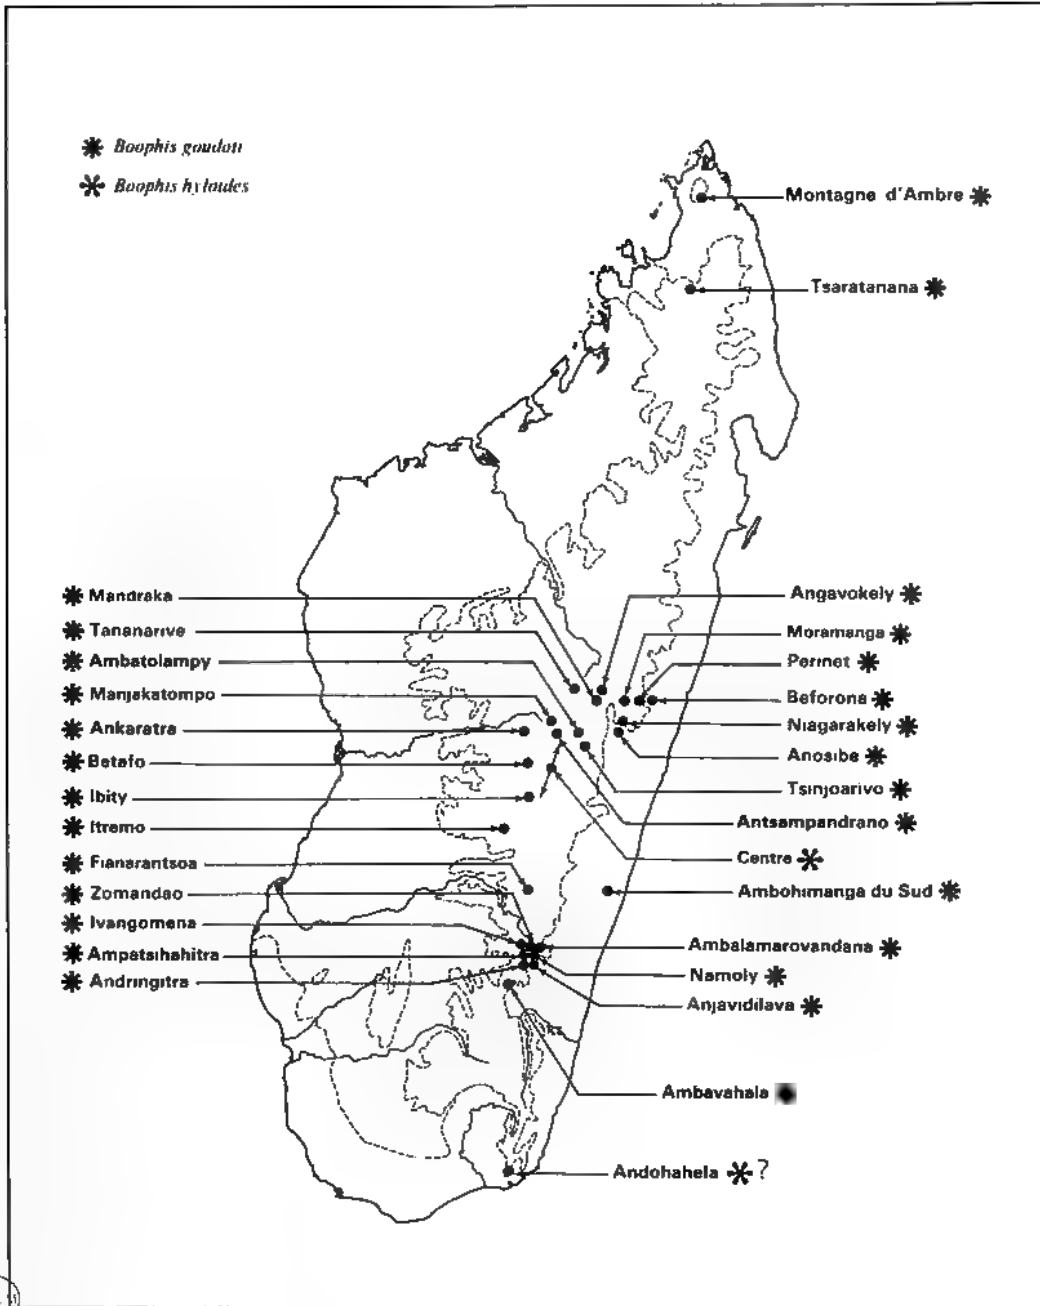 Boophis goudoti
Boophis hyloides
Montagne d'Ambre
Tsaratanana
Mandraka
Tananarive
Ambatolampy
Manjakatompo
Ankaratra
Betafo
Ibity
Itremo
Fianarantsoa
Zomandao
Ivangomena
Ampatsihahitra
Andringitra
Angavokely
Moramanga
Perinet
Beforona
Niagarakely
Anosibe
Tsinjoarivo
Antsampandrano
Centre
Ambohimanga du Sud
Ambalamarovandana
Namoly
Anjavidilava
Ambavahala
Andohahela ?